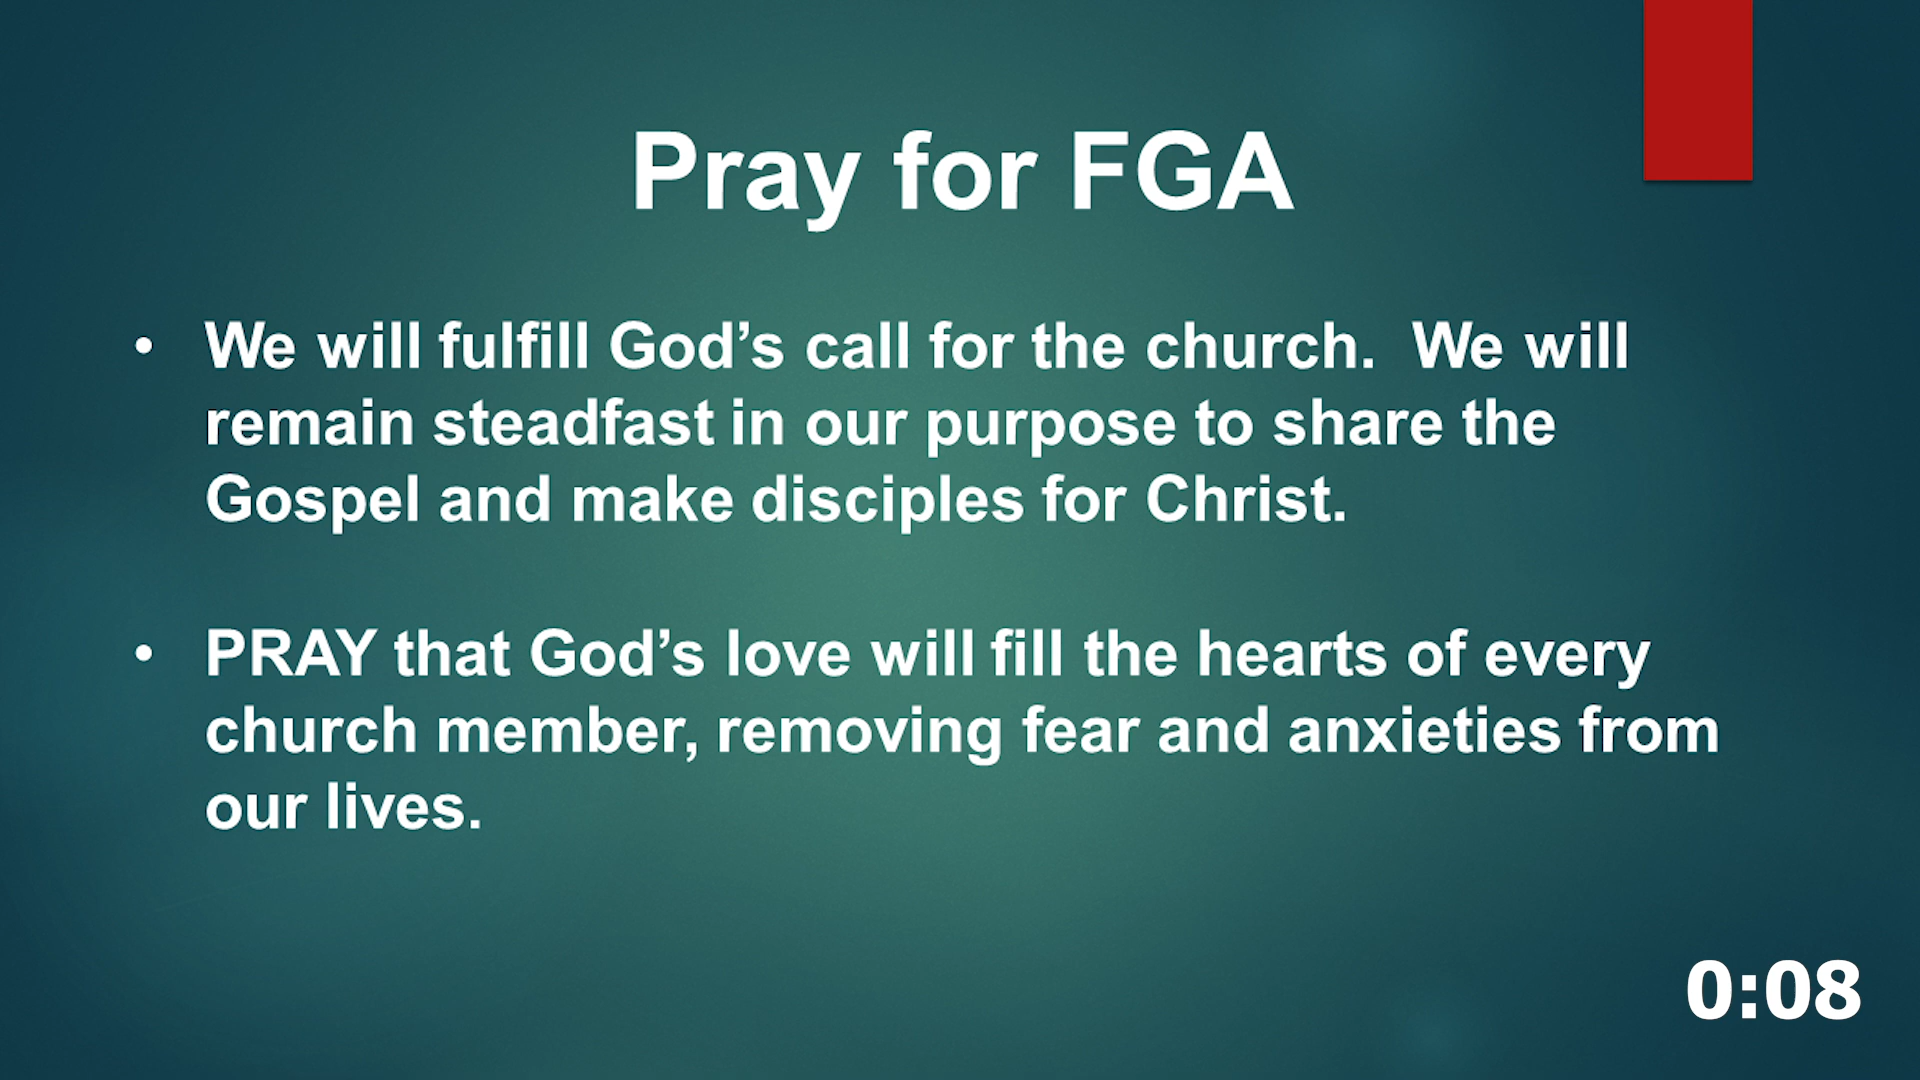 Pray for FGA
• We will fulfill God’s call for the church.  We will
remain steadfast in our purpose to share the
Gospel and make disciples for Christ.
• PRAY that God’s love will fill the hearts of every
church member, removing fear and anxieties from
our lives.
0:08